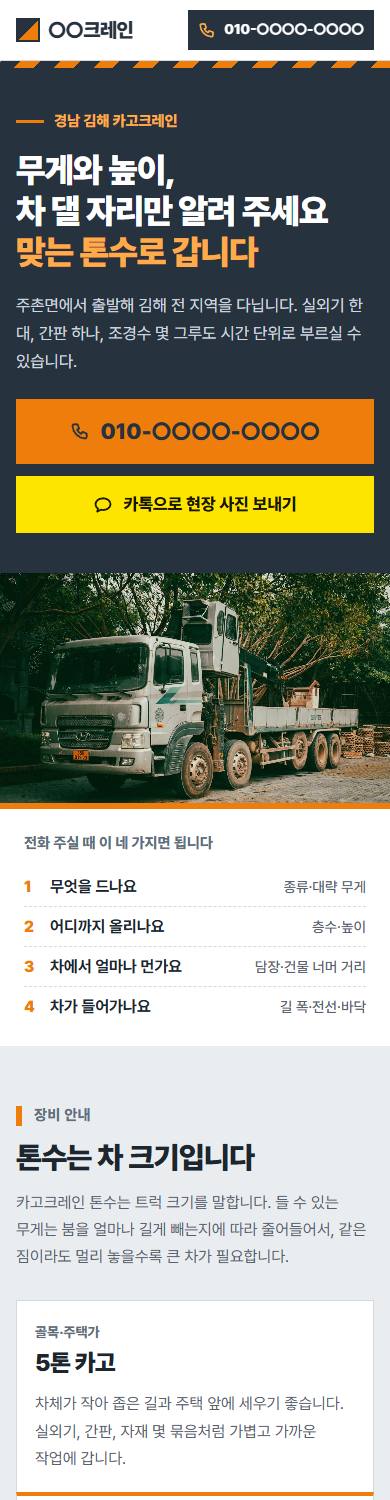 ○○크레인
010-○○○○-○○○○
경남 김해 카고크레인
무게와 높이,
차 댈 자리만 알려 주세요
맞는 톤수로 갑니다
주촌면에서 출발해 김해 전 지역을 다닙니다. 실외기 한
대, 간판 하나, 조경수 몇 그루도 시간 단위로 부르실 수
있습니다.
010-○○○○-○○○○
카톡으로 현장 사진 보내기
전화 주실 때 이 네 가지면 됩니다
1 무엇을 드나요 종류·대략 무게
2 어디까지 올리나요 층수·높이
3 차에서 얼마나 먼가요 담장·건물 너머 거리
4 차가 들어가나요 길 폭·전선·바닥
장비 안내
톤수는 차 크기입니다
카고크레인 톤수는 트럭 크기를 말합니다. 들 수 있는
무게는 붐을 얼마나 길게 빼는지에 따라 줄어들어서, 같은
짐이라도 멀리 놓을수록 큰 차가 필요합니다.
골목·주택가
5톤 카고
차체가 작아 좁은 길과 주택 앞에 세우기 좋습니다.
실외기, 간판, 자재 몇 묶음처럼 가볍고 가까운
작업에 갑니다.